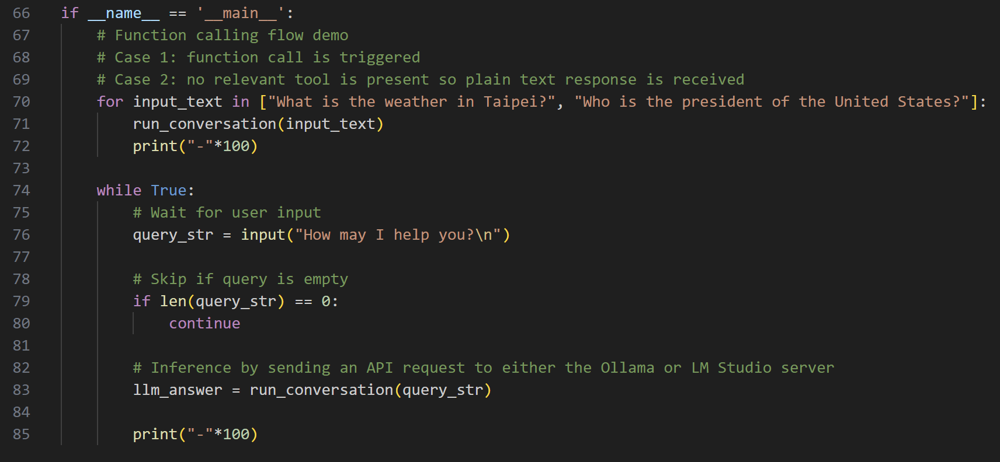 66 if __name__ == '__main__':
67     # Function calling flow demo
68     # Case 1: function call is triggered
69     # Case 2: no relevant tool is present so plain text response is received
70     for input_text in ["What is the weather in Taipei?", "Who is the president of the United States?"]:
71         run_conversation(input_text)
72         print("-"*100)
73
74     while True:
75         # Wait for user input
76         query_str = input("How may I help you?\n")
77
78         # Skip if query is empty
79         if len(query_str) == 0:
80             continue
81
82         # Inference by sending an API request to either the Ollama or LM Studio server
83         llm_answer = run_conversation(query_str)
84
85         print("-"*100)